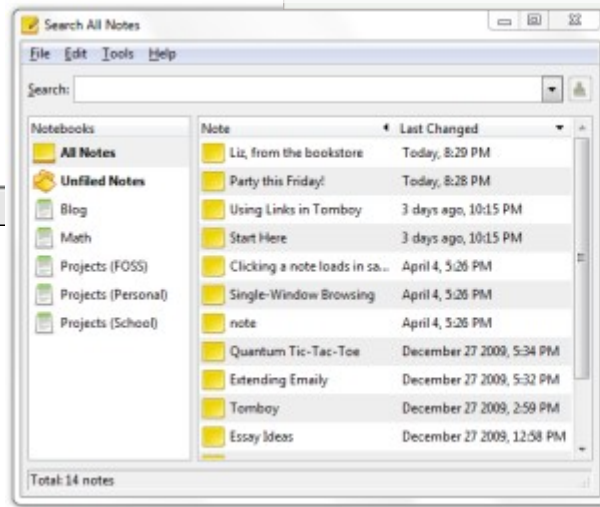 Search All Notes
File Edit Tools Help
Search:
Notebooks
All Notes
Unfiled Notes
Blog
Math
Projects (FOSS)
Projects (Personal)
Projects (School)
Note Last Changed
Liz, from the bookstore Today, 8:29 PM
Party this Friday! Today, 8:28 PM
Using Links in Tomboy 3 days ago, 10:15 PM
Start Here 3 days ago, 10:15 PM
Clicking a note loads in sa... April 4, 5:26 PM
Single-Window Browsing April 4, 5:26 PM
note April 4, 5:26 PM
Quantum Tic-Tac-Toe December 27 2009, 5:34 PM
Extending Emaily December 27 2009, 5:32 PM
Tomboy December 27 2009, 2:59 PM
Essay Ideas December 27 2009, 12:58 PM
Total: 14 notes